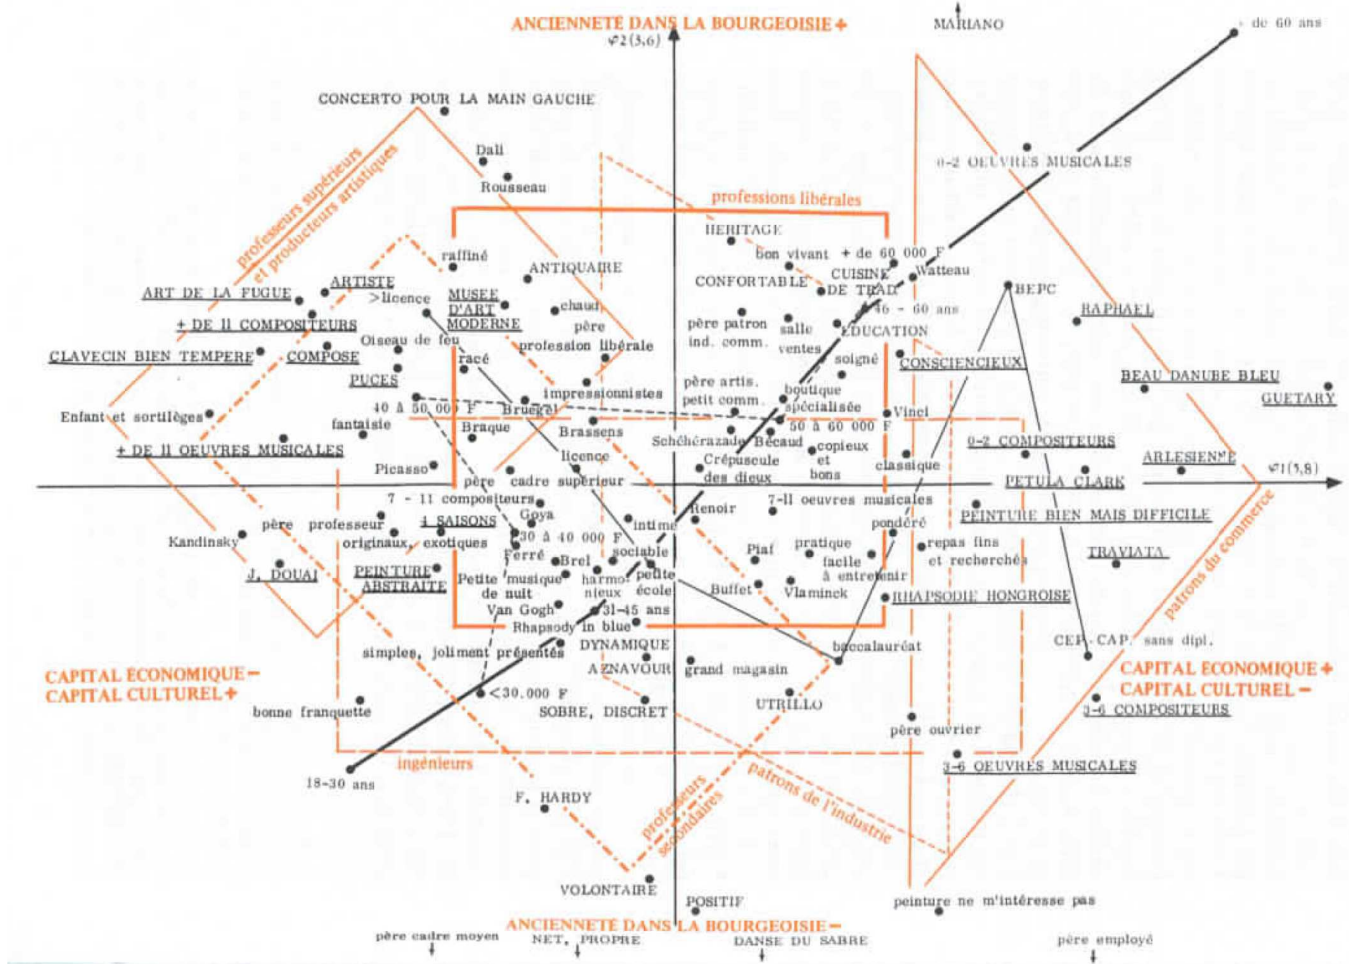 ANCIENNETÉ DANS LA BOURGEOISIE +
MARIANO
+ de 60 ans
φ2(3,6)
CONCERTO POUR LA MAIN GAUCHE
Dali
Rousseau
0-2 OEUVRES MUSICALES
professeurs supérieurs
et producteurs artistiques
professions libérales
HERITAGE
raffiné
bon vivant
+ de 60 000 F
ANTIQUAIRE
CONFORTABLE
CUISINE
DE TRAD.
Watteau
ARTISTE
ART DE LA FUGUE
>licence
MUSEE
D'ART
MODERNE
chaud
46 - 60 ans
BEPC
RAPHAEL
+ DE 11 COMPOSITEURS
père
profession libérale
père patron
ind. comm.
salle
ventes
EDUCATION
CLAVECIN BIEN TEMPERE
COMPOSE
Oiseau de feu
racé
soigné
CONSCIENCIEUX
PUCES
impressionnistes
père artis.
petit comm.
boutique
spécialisée
BEAU DANUBE BLEU
GUETARY
Enfant et sortilèges
40 à 50 000 F
Bruegel
Vinci
fantaisie
Braque
Brassens
Schéhérazade
Bécaud
50 à 60 000 F
0-2 COMPOSITEURS
+ DE 11 OEUVRES MUSICALES
Picasso
licence
Crépuscule
des dieux
copieux
et
bons
classique
ARLESIENNE
père cadre supérieur
PETULA CLARK
φ1(5,8)
7 - 11 compositeurs
7-11 oeuvres musicales
père professeur
4 SAISONS
Goya
intime
Renoir
PEINTURE BIEN MAIS DIFFICILE
Kandinsky
originaux, exotiques
30 à 40 000 F
pondéré
Ferré
sociable
Piaf
pratique
facile
à entretenir
repas fins
et recherchés
TRAVIATA
J. DOUAI
PEINTURE
ABSTRAITE
Brel
Petite musique
de nuit
harmo-
nieux
petite
école
Buffet
Vlaminck
RHAPSODIE HONGROISE
patrons du commerce
Van Gogh
31-45 ans
Rhapsody in blue
simples, joliment présentés
DYNAMIQUE
baccalauréat
CEP-CAP. sans dipl.
AZNAVOUR
grand magasin
CAPITAL ÉCONOMIQUE −
CAPITAL CULTUREL +
CAPITAL ÉCONOMIQUE +
CAPITAL CULTUREL −
<30.000 F
bonne franquette
SOBRE, DISCRET
UTRILLO
3-6 COMPOSITEURS
père ouvrier
ingénieurs
3-6 OEUVRES MUSICALES
18-30 ans
F. HARDY
professeurs
secondaires
patrons de l'industrie
VOLONTAIRE
POSITIF
peinture ne m'intéresse pas
ANCIENNETÉ DANS LA BOURGEOISIE −
père cadre moyen
NET, PROPRE
DANSE DU SABRE
père employé